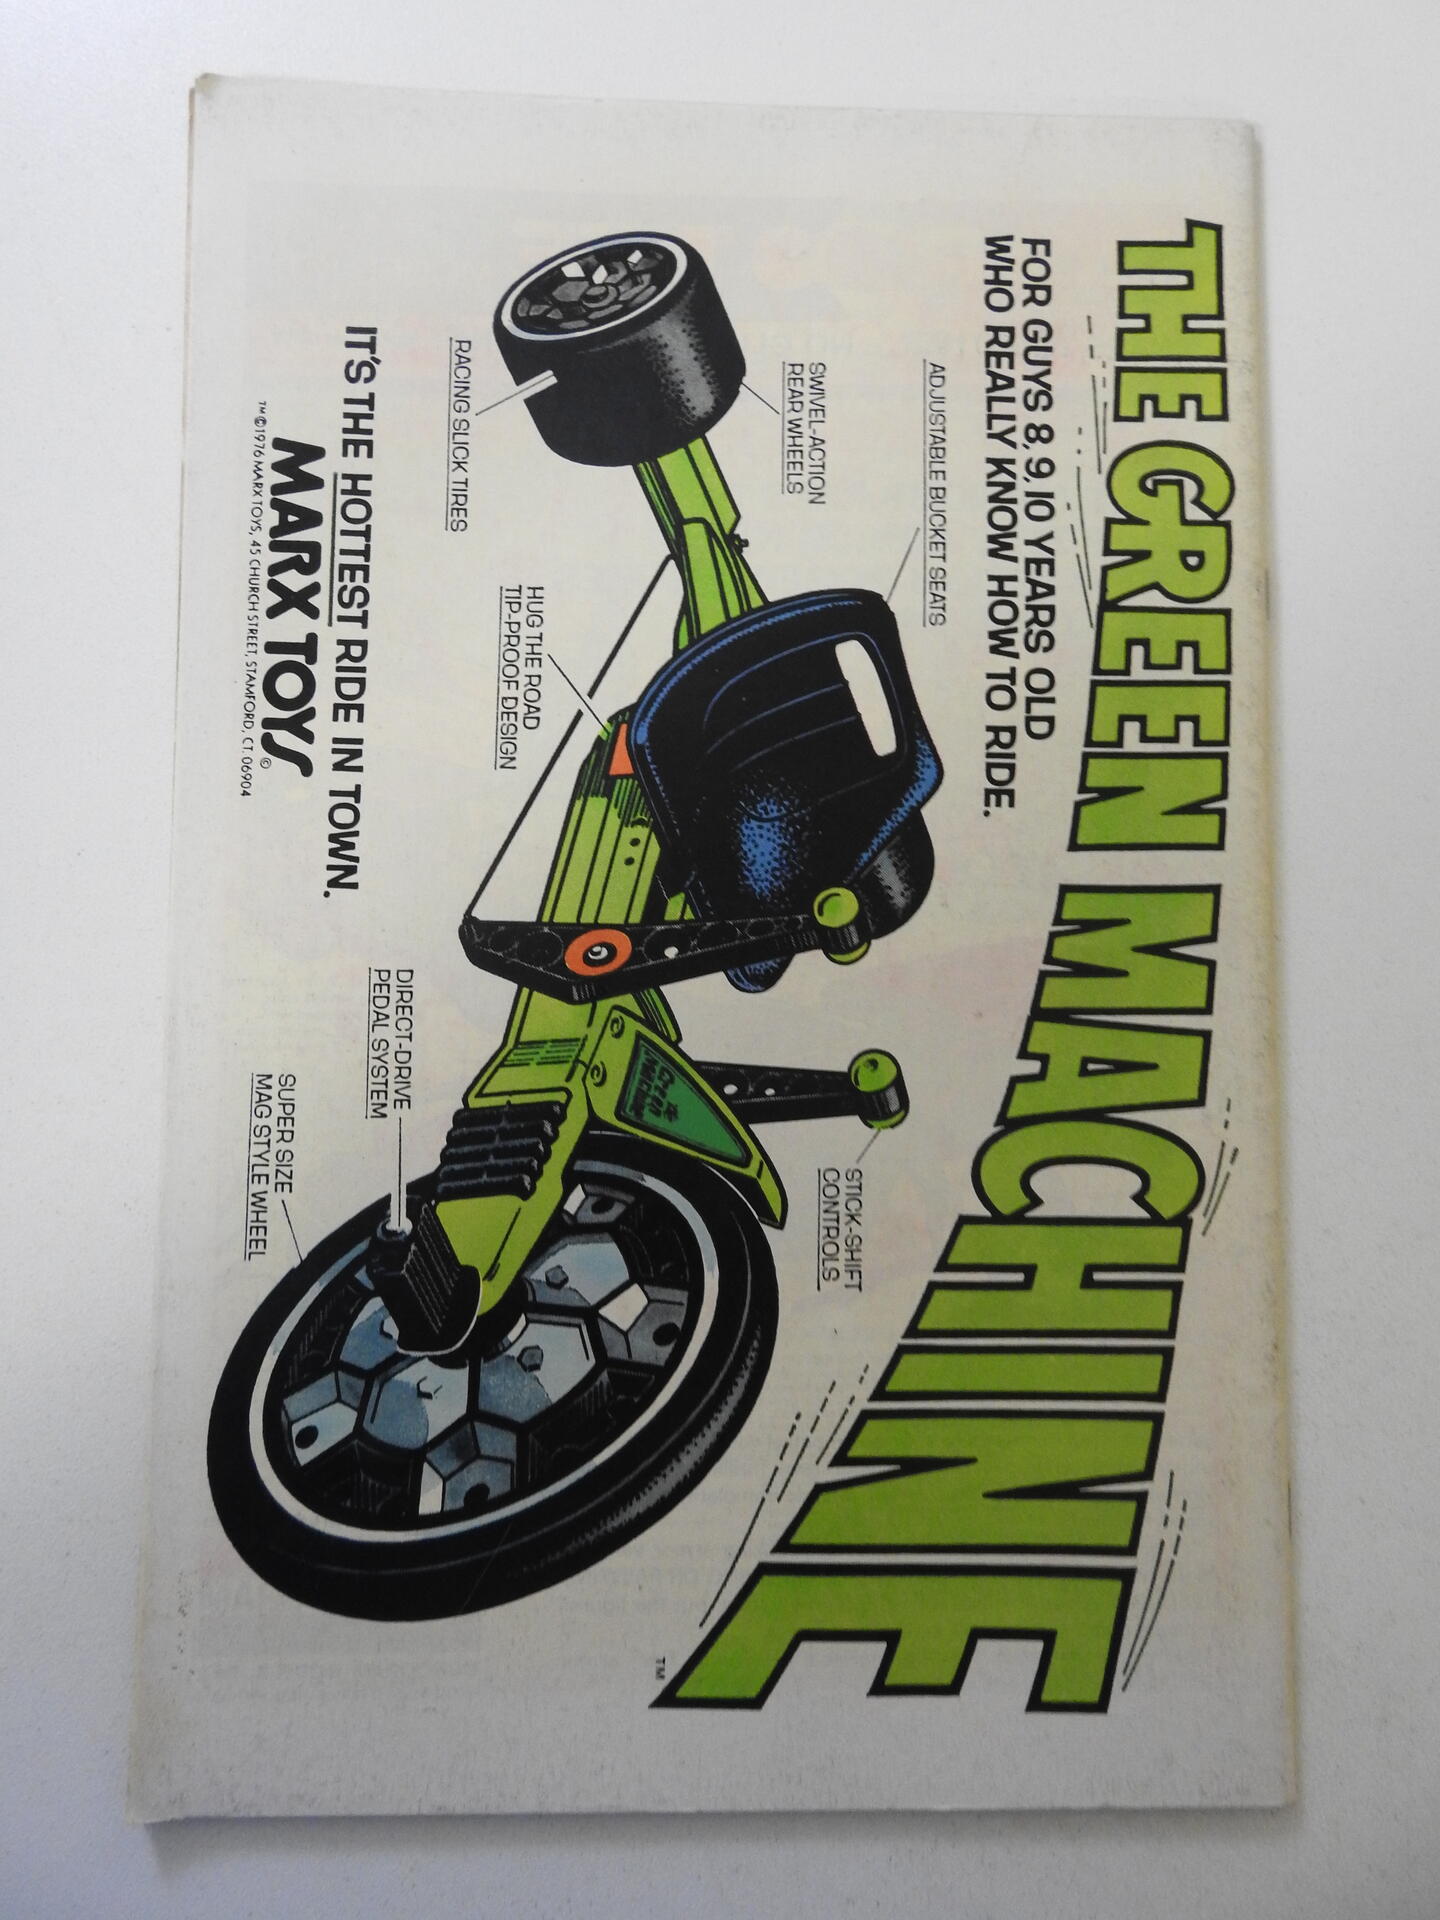 THE GREEN MACHINE
TM
FOR GUYS 8, 9, 10 YEARS OLD
WHO REALLY KNOW HOW TO RIDE.
ADJUSTABLE BUCKET SEATS
SWIVEL-ACTION
REAR WHEELS
STICK-SHIFT
CONTROLS
Green
Machine
HUG THE ROAD
TIP-PROOF DESIGN
RACING SLICK TIRES
DIRECT-DRIVE
PEDAL SYSTEM
SUPER SIZE
MAG STYLE WHEEL
IT'S THE HOTTEST RIDE IN TOWN.
MARX TOYS©
™©1976 MARX TOYS, 45 CHURCH STREET, STAMFORD, CT. 06904